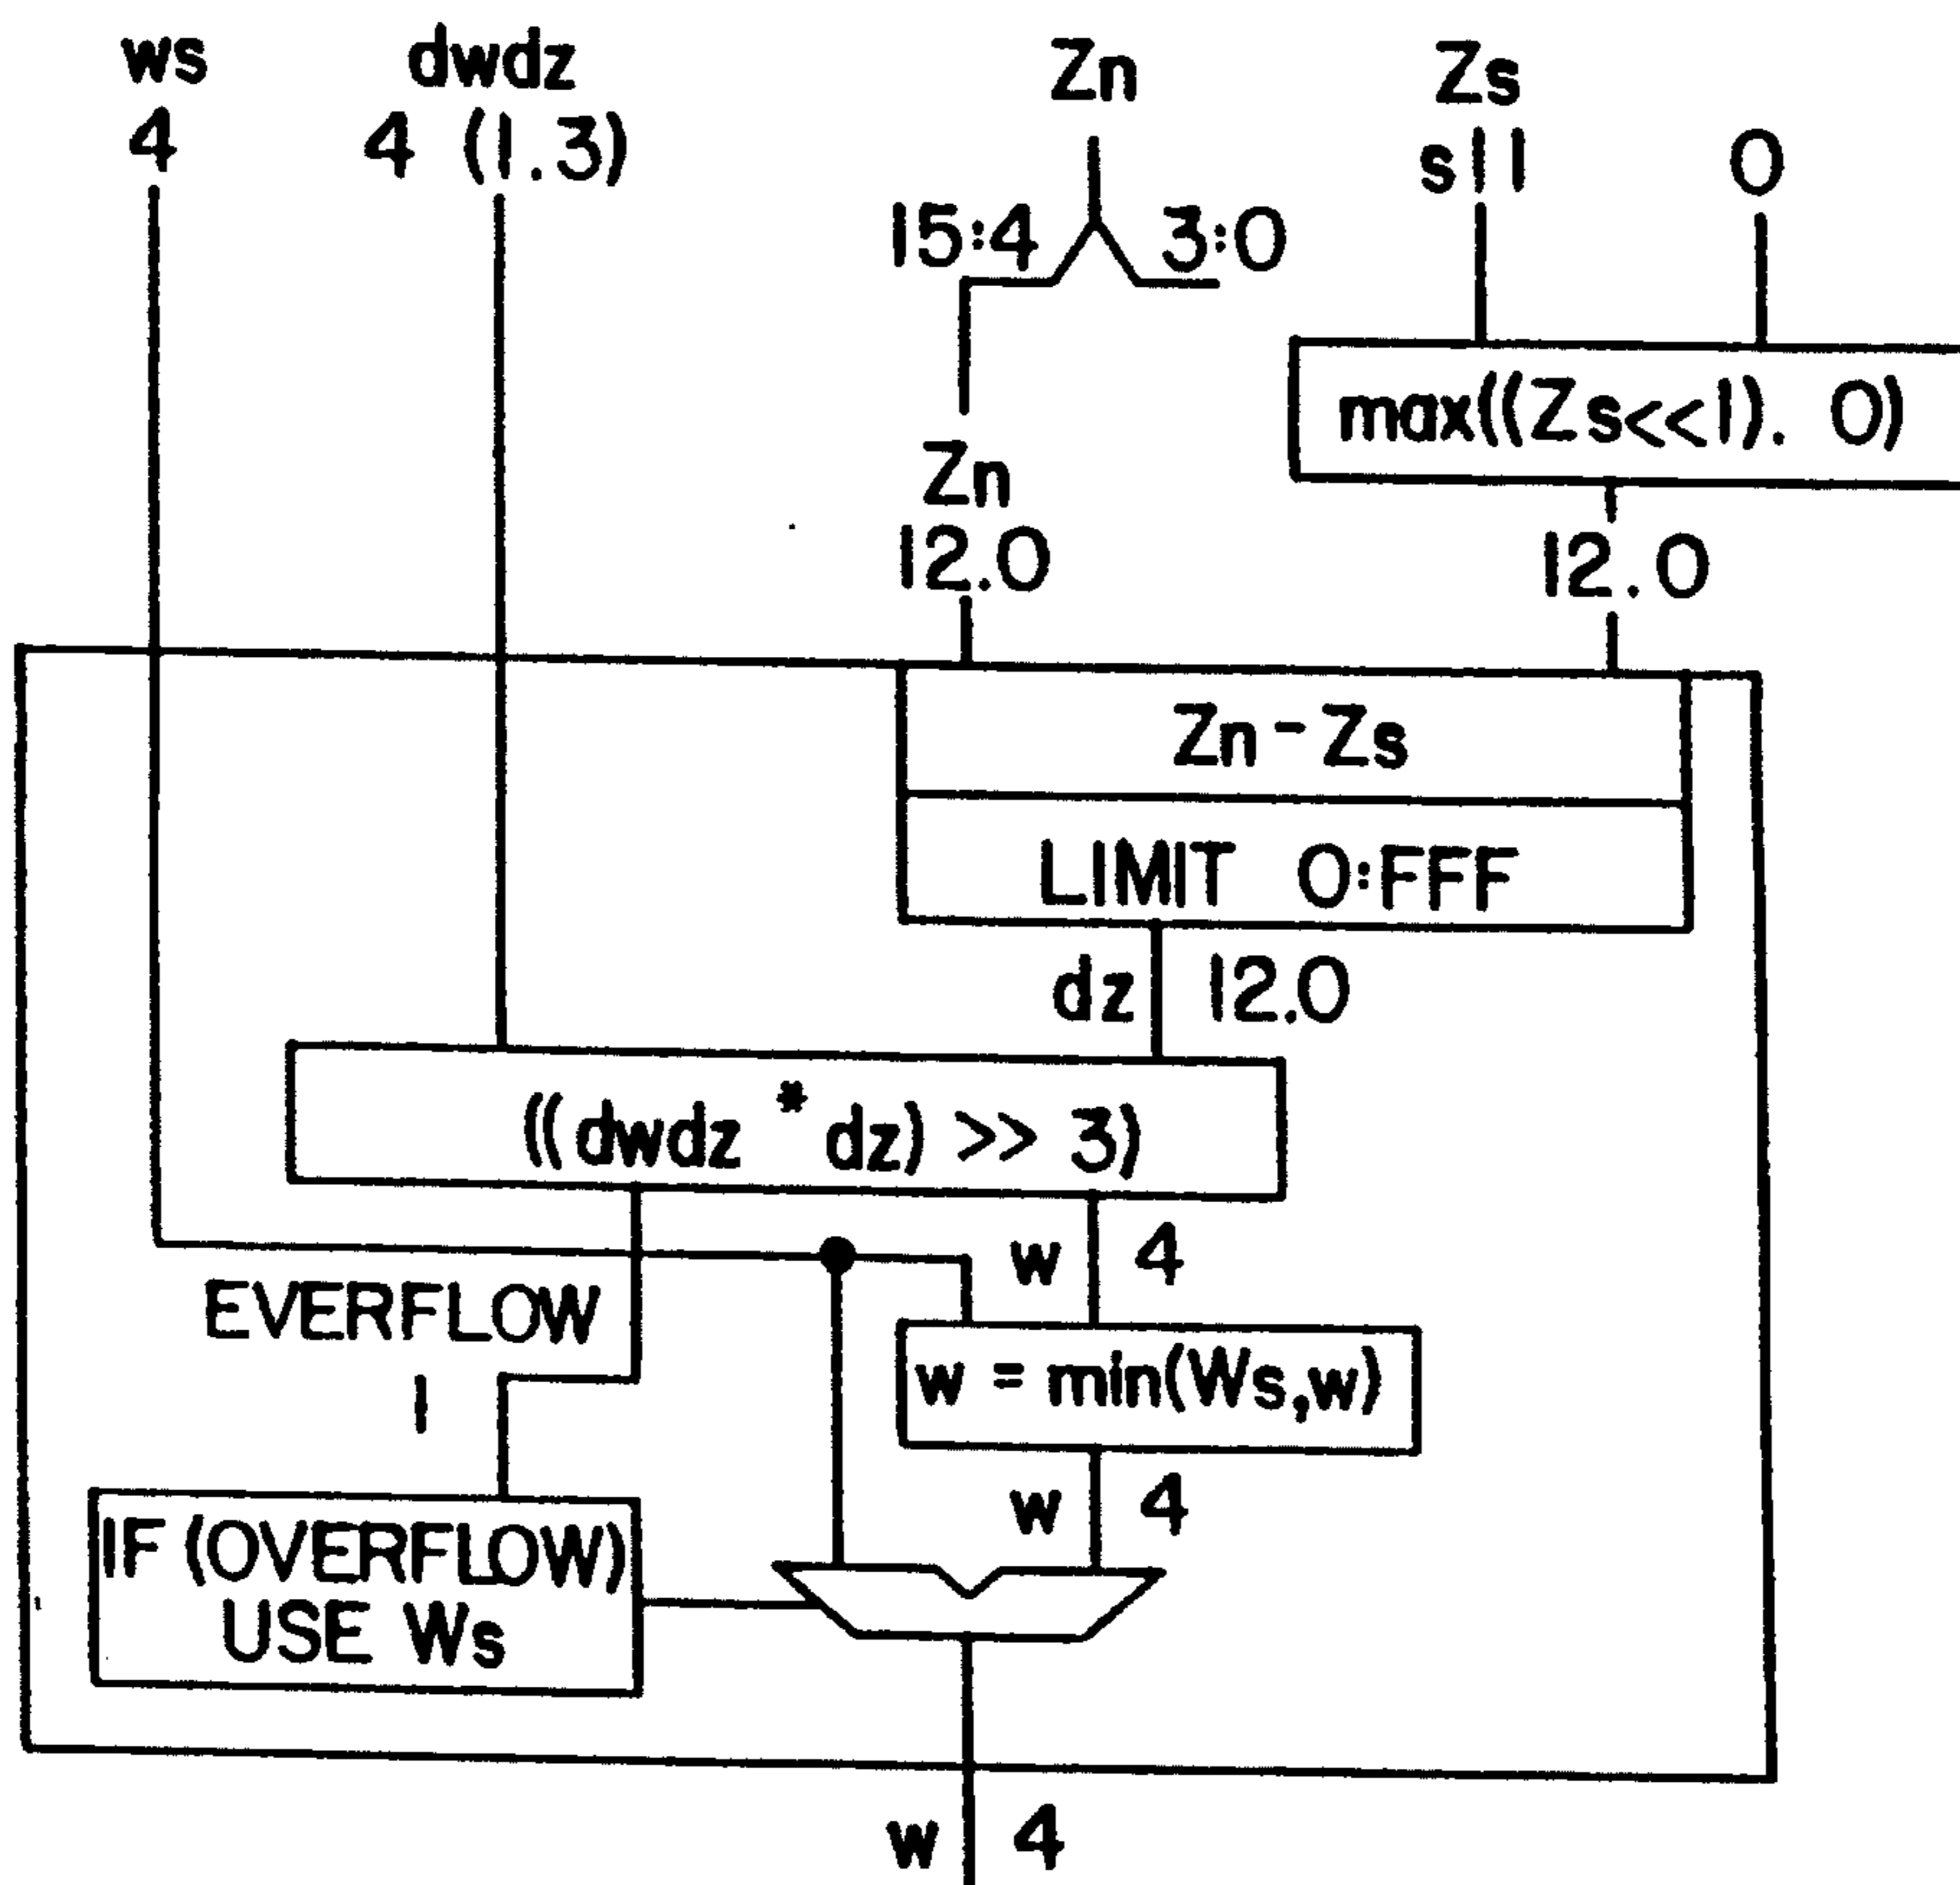 ws dwdz Zn Zs
4 4 (1.3) s11 0
15:4 3:0
max((Zs<<1). 0)
Zn
12.0 12.0
Zn-Zs
LIMIT 0:FFF
dz 12.0
((dwdz * dz) >> 3)
w 4
EVERFLOW
w = min(Ws,w)
1
w 4
IF (OVERFLOW)
USE Ws
w 4